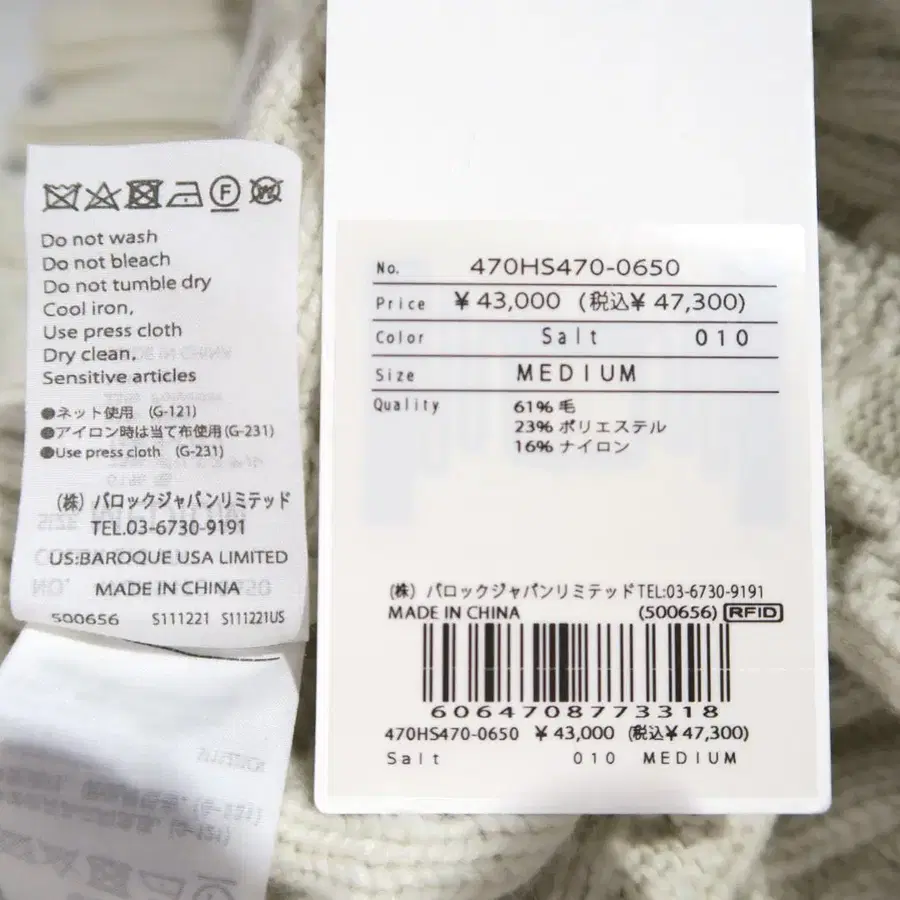 Do not wash
Do not bleach
Do not tumble dry
Cool iron,
Use press cloth
Dry clean,
Sensitive articles
●ネット使用 (G-121)
●アイロン時は当て布使用(G-231)
●Use press cloth (G-231)
(株) バロックジャパンリミテッド
TEL.03-6730-9191
US:BAROQUE USA LIMITED
MADE IN CHINA
500656 S111221 S111221US
No. 470HS470-0650
Price ¥43,000 (税込¥47,300)
Color Salt 010
Size MEDIUM
Quality 61% 毛
23% ポリエステル
16% ナイロン
(株) バロックジャパンリミテッド TEL:03-6730-9191
MADE IN CHINA (500656) RFID
6064708773318
470HS470-0650 ¥43,000 (税込¥47,300)
Salt 010 MEDIUM